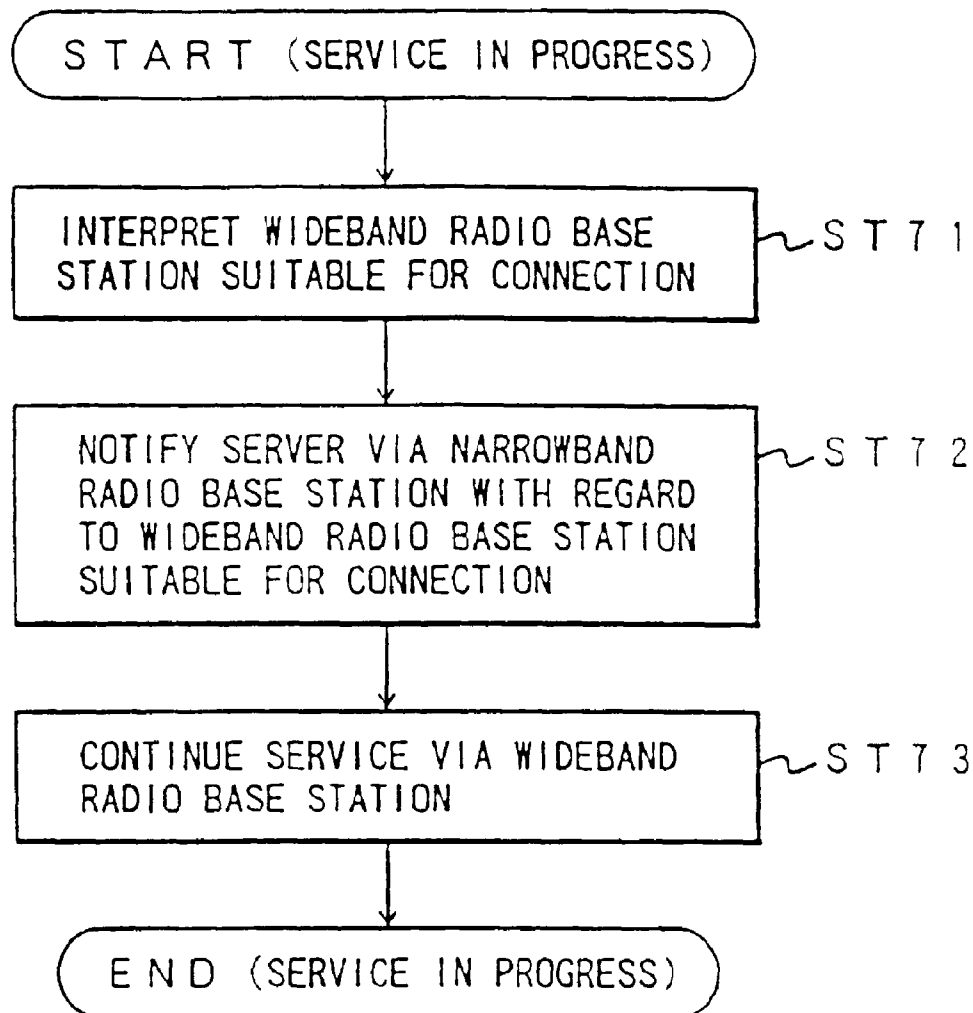 START (SERVICE IN PROGRESS)
INTERPRET WIDEBAND RADIO BASE
STATION SUITABLE FOR CONNECTION
ST71
NOTIFY SERVER VIA NARROWBAND
RADIO BASE STATION WITH REGARD
TO WIDEBAND RADIO BASE STATION
SUITABLE FOR CONNECTION
ST72
CONTINUE SERVICE VIA WIDEBAND
RADIO BASE STATION
ST73
END (SERVICE IN PROGRESS)